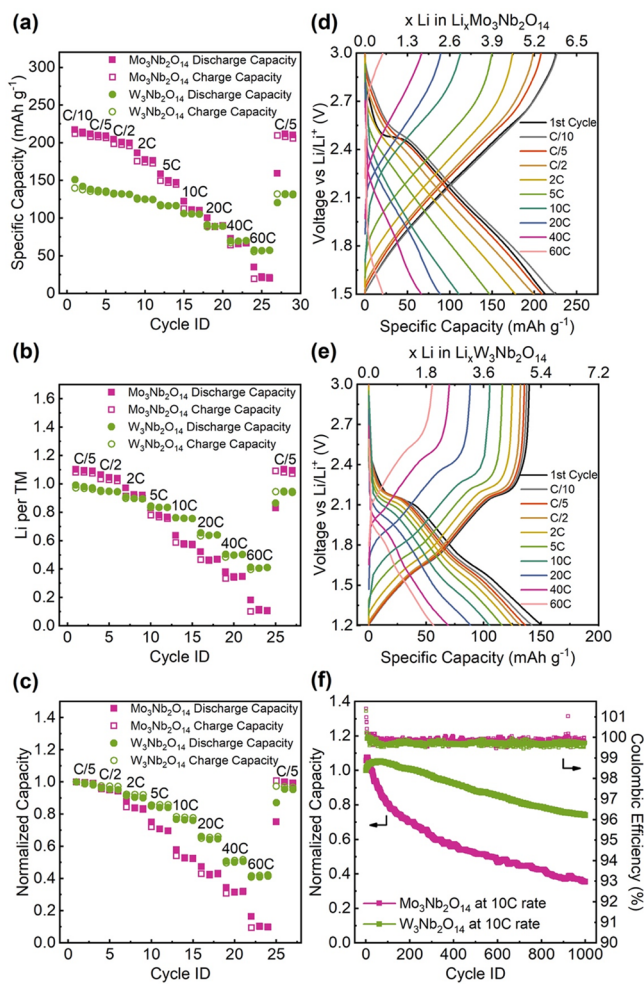 (a)
300
250
200
150
100
50
0
Specific Capacity (mAh g⁻¹)
Mo₃Nb₂O₁₄ Discharge Capacity
Mo₃Nb₂O₁₄ Charge Capacity
W₃Nb₂O₁₄ Discharge Capacity
W₃Nb₂O₁₄ Charge Capacity
C/10
C/5
C/2
2C
5C
10C
20C
40C
60C
C/5
0 5 10 15 20 25 30
Cycle ID
(b)
1.6
1.4
1.2
1.0
0.8
0.6
0.4
0.2
0.0
Li per TM
Mo₃Nb₂O₁₄ Discharge Capacity
Mo₃Nb₂O₁₄ Charge Capacity
W₃Nb₂O₁₄ Discharge Capacity
W₃Nb₂O₁₄ Charge Capacity
C/5
C/2
2C
5C
10C
20C
40C
60C
C/5
0 5 10 15 20 25
Cycle ID
(c)
1.4
1.2
1.0
0.8
0.6
0.4
0.2
0.0
Normalized Capacity
Mo₃Nb₂O₁₄ Discharge Capacity
Mo₃Nb₂O₁₄ Charge Capacity
W₃Nb₂O₁₄ Discharge Capacity
W₃Nb₂O₁₄ Charge Capacity
C/5
C/2
2C
5C
10C
20C
40C
60C
C/5
0 5 10 15 20 25
Cycle ID
(d)
x Li in LiₓMo₃Nb₂O₁₄
0.0 1.3 2.6 3.9 5.2 6.5
3.0
2.7
2.4
2.1
1.8
1.5
Voltage vs Li/Li⁺ (V)
1st Cycle
C/10
C/5
C/2
2C
5C
10C
20C
40C
60C
0 50 100 150 200 250
Specific Capacity (mAh g⁻¹)
(e)
x Li in LiₓW₃Nb₂O₁₄
0.0 1.8 3.6 5.4 7.2
3.0
2.7
2.4
2.1
1.8
1.5
1.2
Voltage vs Li/Li⁺ (V)
1st Cycle
C/10
C/5
C/2
2C
5C
10C
20C
40C
60C
0 50 100 150 200
Specific Capacity (mAh g⁻¹)
(f)
1.4
1.2
1.0
0.8
0.6
0.4
0.2
0.0
Normalized Capacity
101
100
99
98
97
96
95
94
93
92
91
90
Coulombic Efficiency (%)
Mo₃Nb₂O₁₄ at 10C rate
W₃Nb₂O₁₄ at 10C rate
0 200 400 600 800 1000
Cycle ID